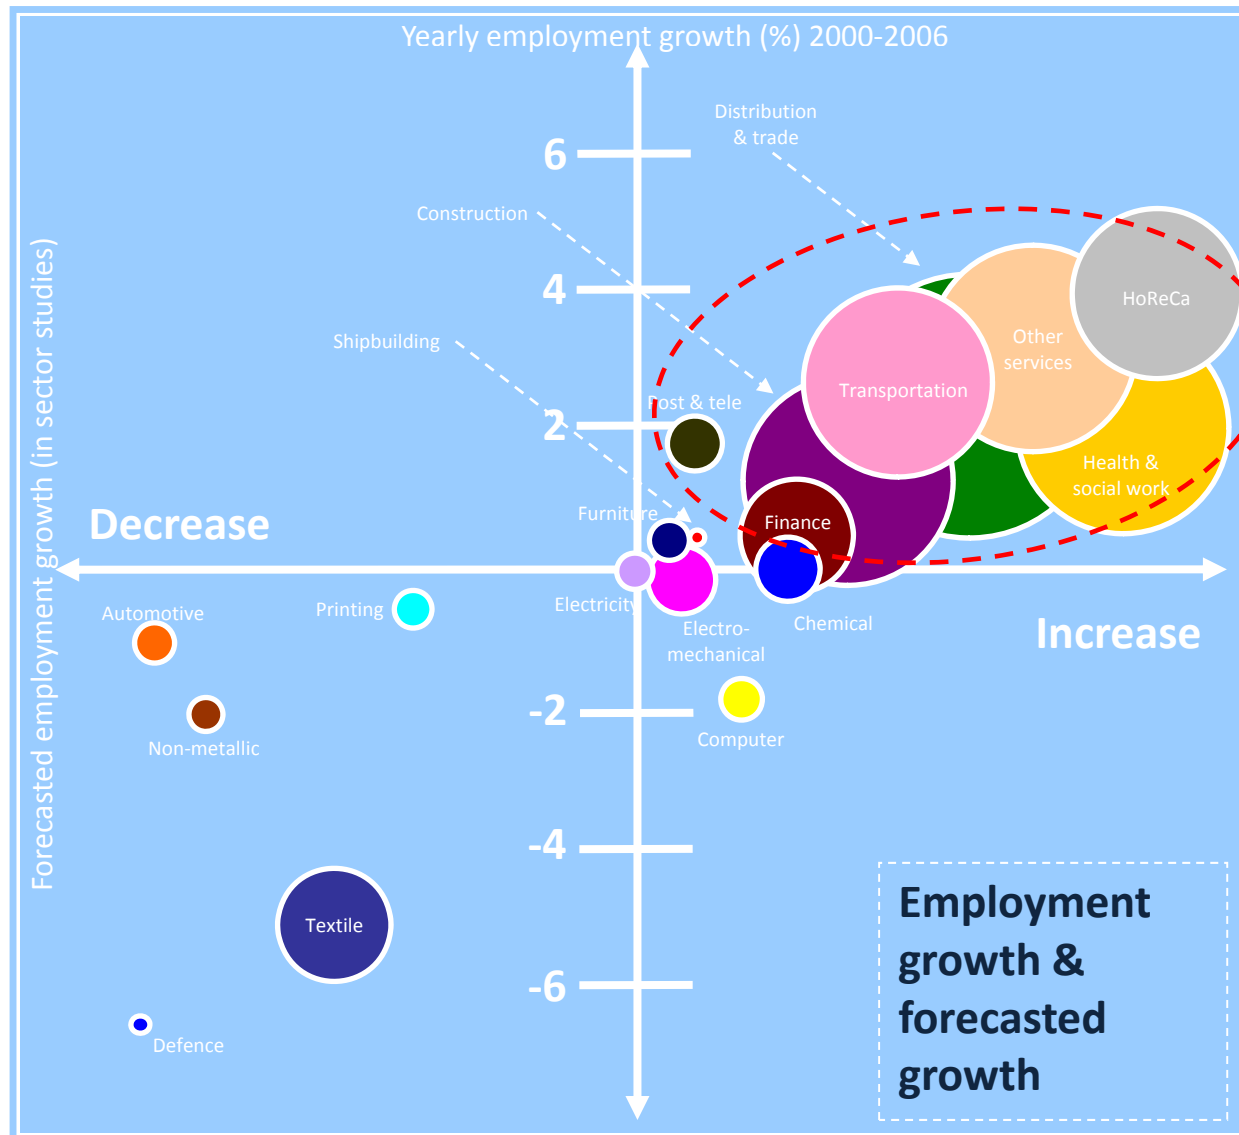 Yearly employment growth (%) 2000-2006
Distribution
& trade
6
Construction
4
HoReCa
Shipbuilding
Other
services
Transportation
Post & tele
2
Health &
social work
Furniture
Finance
Decrease
Forecasted employment growth (in sector studies)
Electricity
Automotive
Printing
Electro-
mechanical
Chemical
Increase
-2
Non-metallic
Computer
-4
Textile
-6
Defence
Employment
growth &
forecasted
growth